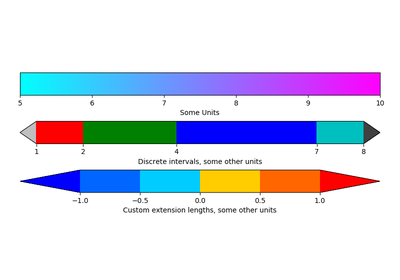 5 6 7 8 9 10
Some Units
1 2 4 7 8
Discrete intervals, some other units
−1.0 −0.5 0.0 0.5 1.0
Custom extension lengths, some other units